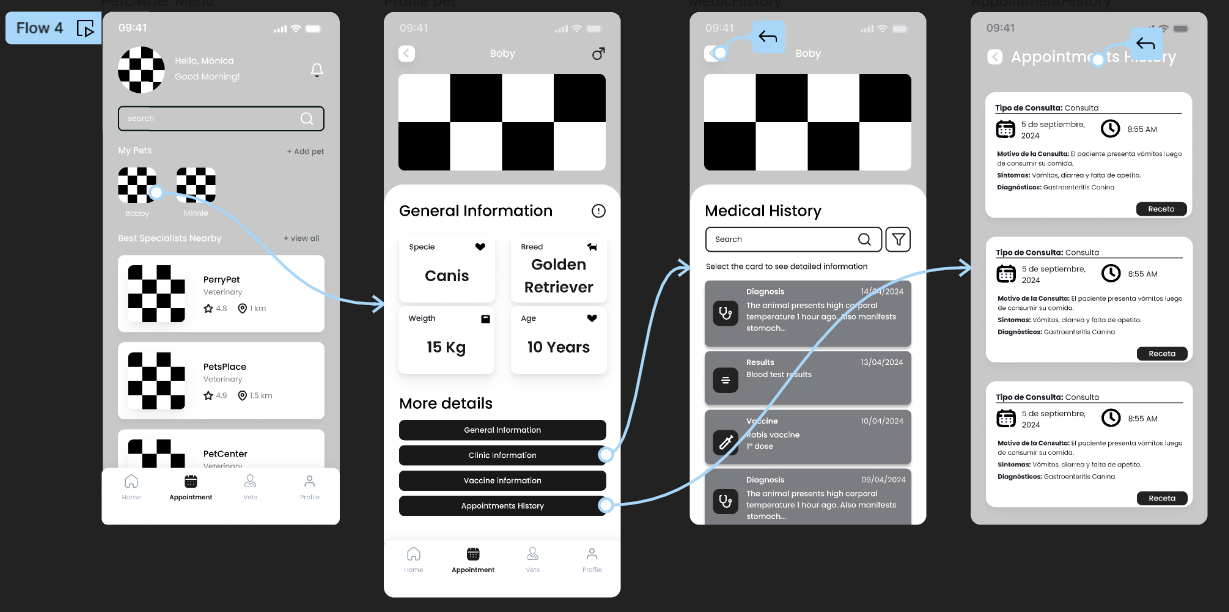 PetOwner Menu
Profile pet
MedicHistory
AppointmentHistory
Flow 4
09:41
Hello, Mónica
Good Morning!
search
My Pets
+ Add pet
Bobby
Minnie
Best Specialists Nearby
+ view all
PerryPet
Veterinary
4.8
1 km
PetsPlace
Veterinary
4.9
1.5 km
PetCenter
Veterinary
Home
Appointment
Vets
Profile
09:41
Boby
General Information
Specie
Canis
Breed
Golden
Retriever
Weigth
15 Kg
Age
10 Years
More details
General Information
Clinic Information
Vaccine information
Appointments History
Home
Appointment
Vets
Profile
09:41
Boby
Medical History
Search
Select the card to see detailed information
Diagnosis
14/04/2024
The animal presents high corporal
temperature 1 hour ago. Also manifests
stomach...
Results
13/04/2024
Blood test results
Vaccine
10/04/2024
Rabis vaccine
1° dose
Diagnosis
09/04/2024
The animal presents high corporal
temperature 1 hour ago. Also manifests
stomach...
09:41
Appointments History
Tipo de Consulta: Consulta
5 de septiembre,
2024
8:55 AM
Motivo de la Consulta: El paciente presenta vómitos luego
de consumir su comida.
Síntomas: Vómitos, diarrea y falta de apetito.
Diagnósticos: Gastroenteritis Canina
Receta
Tipo de Consulta: Consulta
5 de septiembre,
2024
8:55 AM
Motivo de la Consulta: El paciente presenta vómitos luego
de consumir su comida.
Síntomas: Vómitos, diarrea y falta de apetito.
Diagnósticos: Gastroenteritis Canina
Receta
Tipo de Consulta: Consulta
5 de septiembre,
2024
8:55 AM
Motivo de la Consulta: El paciente presenta vómitos luego
de consumir su comida.
Síntomas: Vómitos, diarrea y falta de apetito.
Diagnósticos: Gastroenteritis Canina
Receta